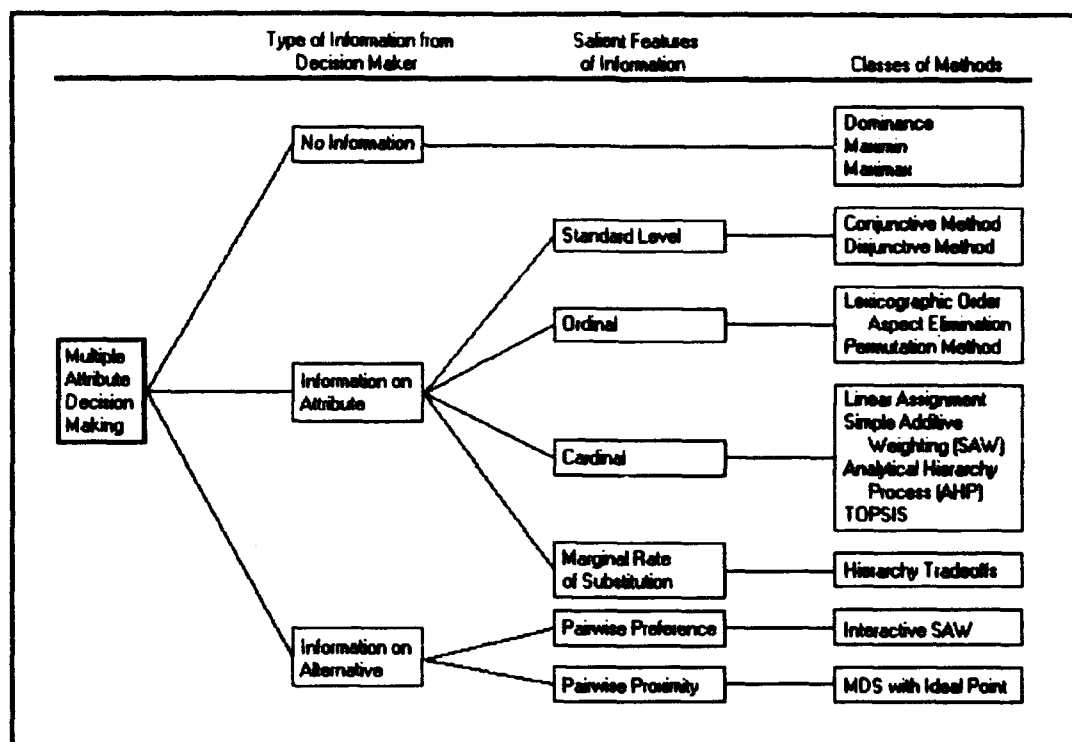 Type of Information from
Decision Maker
Salient Features
of Information
Classes of Methods
No Information
Dominance
Maximin
Maximax
Standard Level
Conjunctive Method
Disjunctive Method
Ordinal
Lexicographic Order
Aspect Elimination
Permutation Method
Multiple
Attribute
Decision
Making
Information on
Attribute
Cardinal
Linear Assignment
Simple Additive
Weighting (SAW)
Analytical Hierarchy
Process (AHP)
TOPSIS
Marginal Rate
of Substitution
Hierarchy Tradeoffs
Information on
Alternative
Pairwise Preference
Interactive SAW
Pairwise Proximity
MDS with Ideal Point